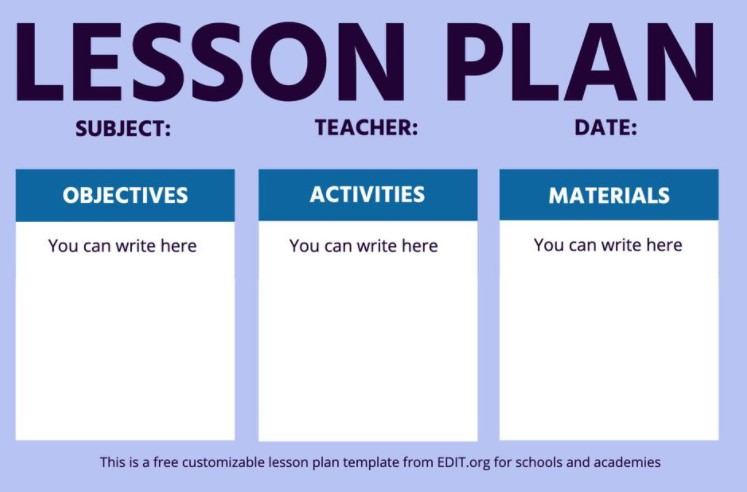 LESSON PLAN
SUBJECT: TEACHER: DATE:
OBJECTIVES ACTIVITIES MATERIALS
You can write here You can write here You can write here
This is a free customizable lesson plan template from EDIT.org for schools and academies